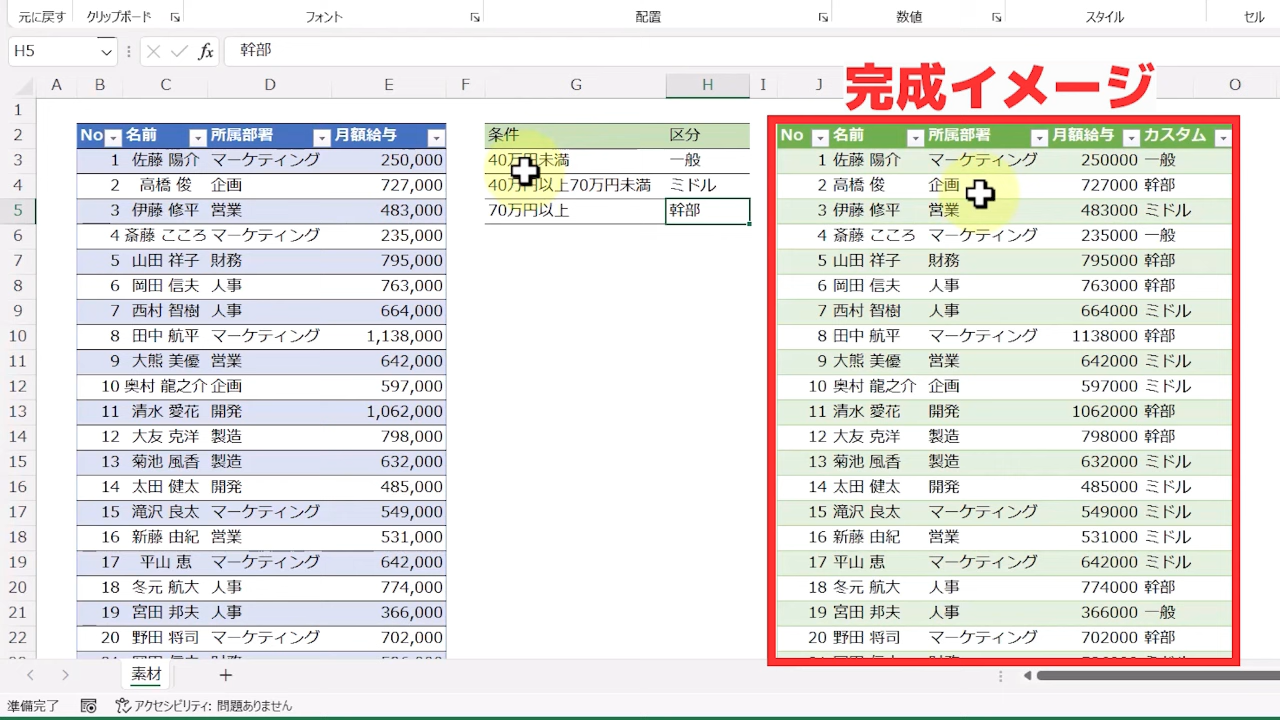 元に戻す クリップボード フォント 配置 数値 スタイル セル
H5 fx 幹部
完成イメージ
A B C D E F G H I J O
1
2 No 名前 所属部署 月額給与 条件 区分 No 名前 所属部署 月額給与 カスタム
3 1 佐藤 陽介 マーケティング 250,000 40万円未満 一般 1 佐藤 陽介 マーケティング 250000 一般
4 2 高橋 俊 企画 727,000 40万円以上70万円未満 ミドル 2 高橋 俊 企画 727000 幹部
5 3 伊藤 修平 営業 483,000 70万円以上 幹部 3 伊藤 修平 営業 483000 ミドル
6 4 斎藤 こころ マーケティング 235,000 4 斎藤 こころ マーケティング 235000 一般
7 5 山田 祥子 財務 795,000 5 山田 祥子 財務 795000 幹部
8 6 岡田 信夫 人事 763,000 6 岡田 信夫 人事 763000 幹部
9 7 西村 智樹 人事 664,000 7 西村 智樹 人事 664000 ミドル
10 8 田中 航平 マーケティング 1,138,000 8 田中 航平 マーケティング 1138000 幹部
11 9 大熊 美優 営業 642,000 9 大熊 美優 営業 642000 ミドル
12 10 奥村 龍之介 企画 597,000 10 奥村 龍之介 企画 597000 ミドル
13 11 清水 愛花 開発 1,062,000 11 清水 愛花 開発 1062000 幹部
14 12 大友 克洋 製造 798,000 12 大友 克洋 製造 798000 幹部
15 13 菊池 風香 製造 632,000 13 菊池 風香 製造 632000 ミドル
16 14 太田 健太 開発 485,000 14 太田 健太 開発 485000 ミドル
17 15 滝沢 良太 マーケティング 549,000 15 滝沢 良太 マーケティング 549000 ミドル
18 16 新藤 由紀 営業 531,000 16 新藤 由紀 営業 531000 ミドル
19 17 平山 恵 マーケティング 642,000 17 平山 恵 マーケティング 642000 ミドル
20 18 冬元 航大 人事 774,000 18 冬元 航大 人事 774000 幹部
21 19 宮田 邦夫 人事 366,000 19 宮田 邦夫 人事 366000 一般
22 20 野田 将司 マーケティング 702,000 20 野田 将司 マーケティング 702000 幹部
素材
準備完了 アクセシビリティ: 問題ありません